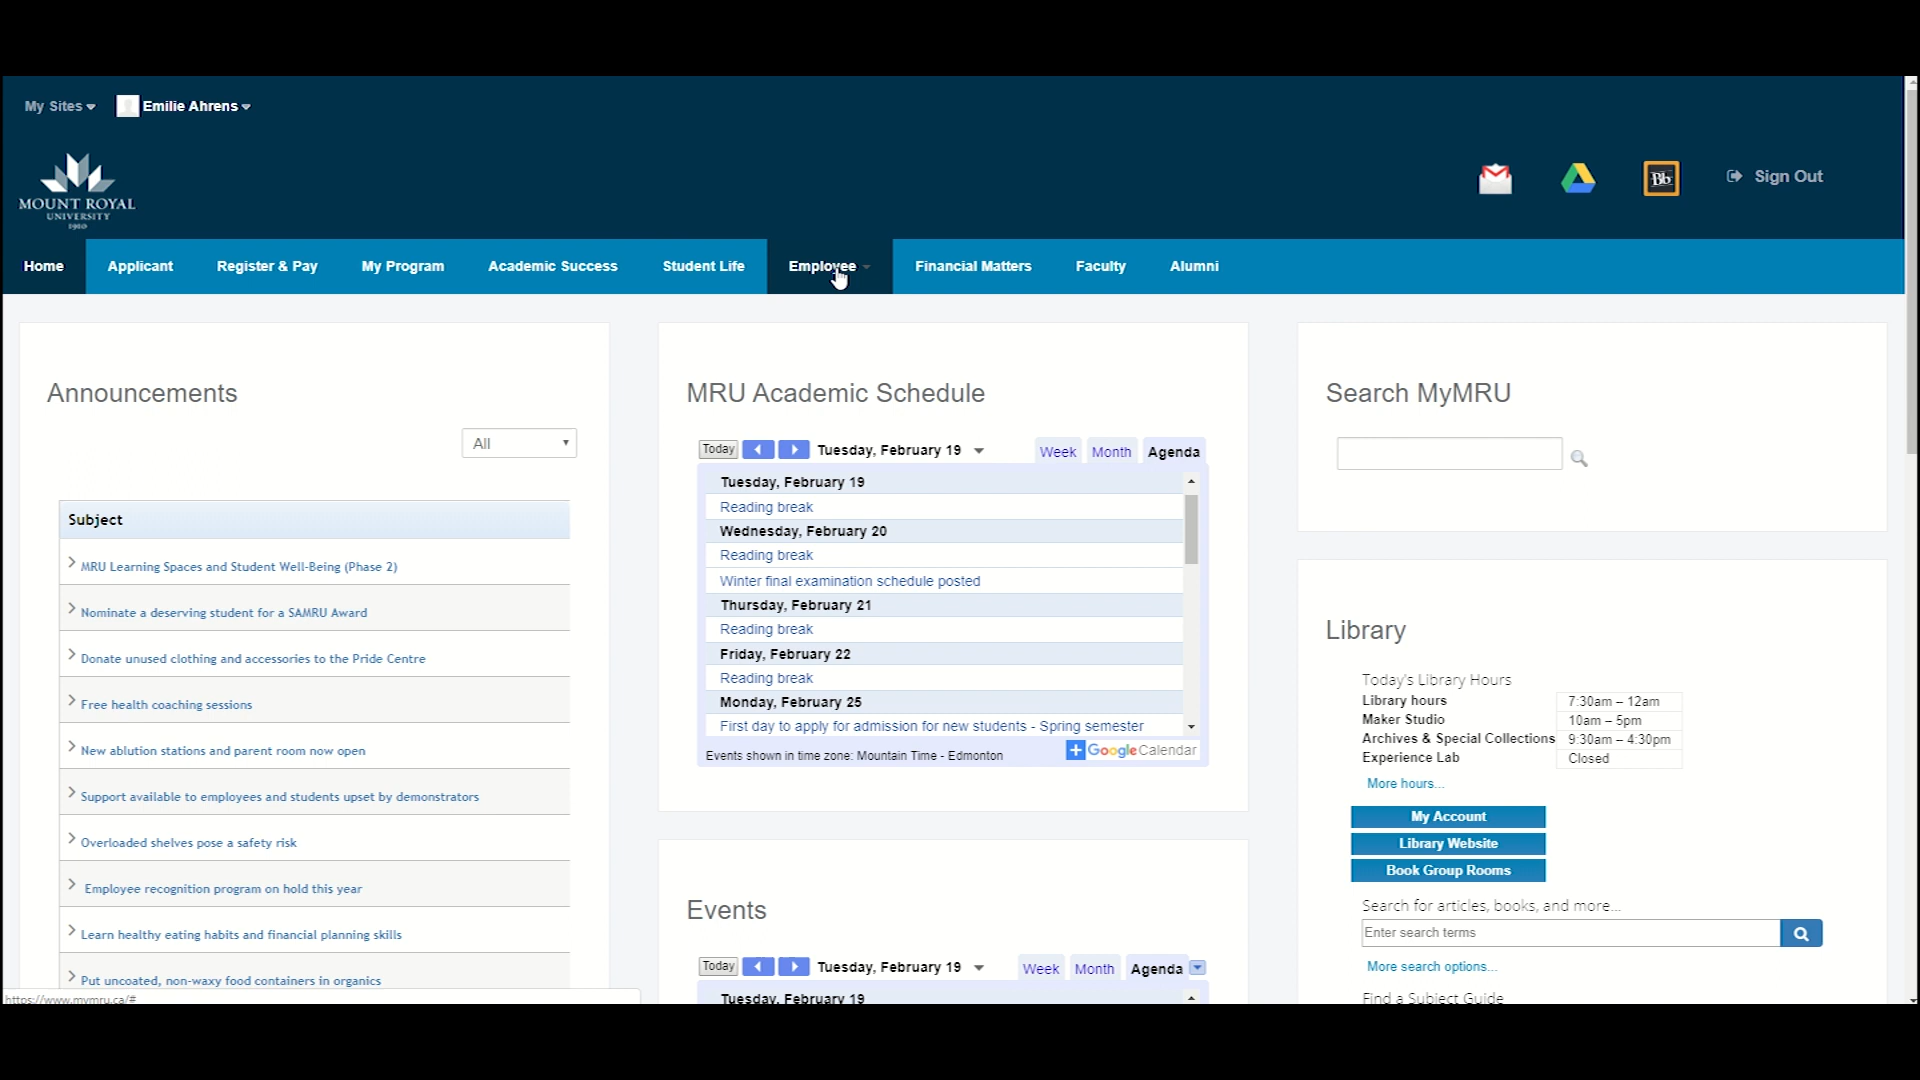 My Sites
Emilie Ahrens
MOUNT ROYAL
UNIVERSITY
1910
Bb
Sign Out
Home
Applicant
Register & Pay
My Program
Academic Success
Student Life
Employee
Financial Matters
Faculty
Alumni
Announcements
All
Subject
MRU Learning Spaces and Student Well-Being (Phase 2)
Nominate a deserving student for a SAMRU Award
Donate unused clothing and accessories to the Pride Centre
Free health coaching sessions
New ablution stations and parent room now open
Support available to employees and students upset by demonstrators
Overloaded shelves pose a safety risk
Employee recognition program on hold this year
Learn healthy eating habits and financial planning skills
Put uncoated, non-waxy food containers in organics
https://www.mymru.ca/#
MRU Academic Schedule
Today
Tuesday, February 19
Week
Month
Agenda
Tuesday, February 19
Reading break
Wednesday, February 20
Reading break
Winter final examination schedule posted
Thursday, February 21
Reading break
Friday, February 22
Reading break
Monday, February 25
First day to apply for admission for new students - Spring semester
Events shown in time zone: Mountain Time - Edmonton
Google Calendar
Events
Today
Tuesday, February 19
Week
Month
Agenda
Tuesday, February 19
Search MyMRU
Library
Today's Library Hours
Library hours 7:30am – 12am
Maker Studio 10am – 5pm
Archives & Special Collections 9:30am – 4:30pm
Experience Lab Closed
More hours...
My Account
Library Website
Book Group Rooms
Search for articles, books, and more...
Enter search terms
More search options...
Find a Subject Guide